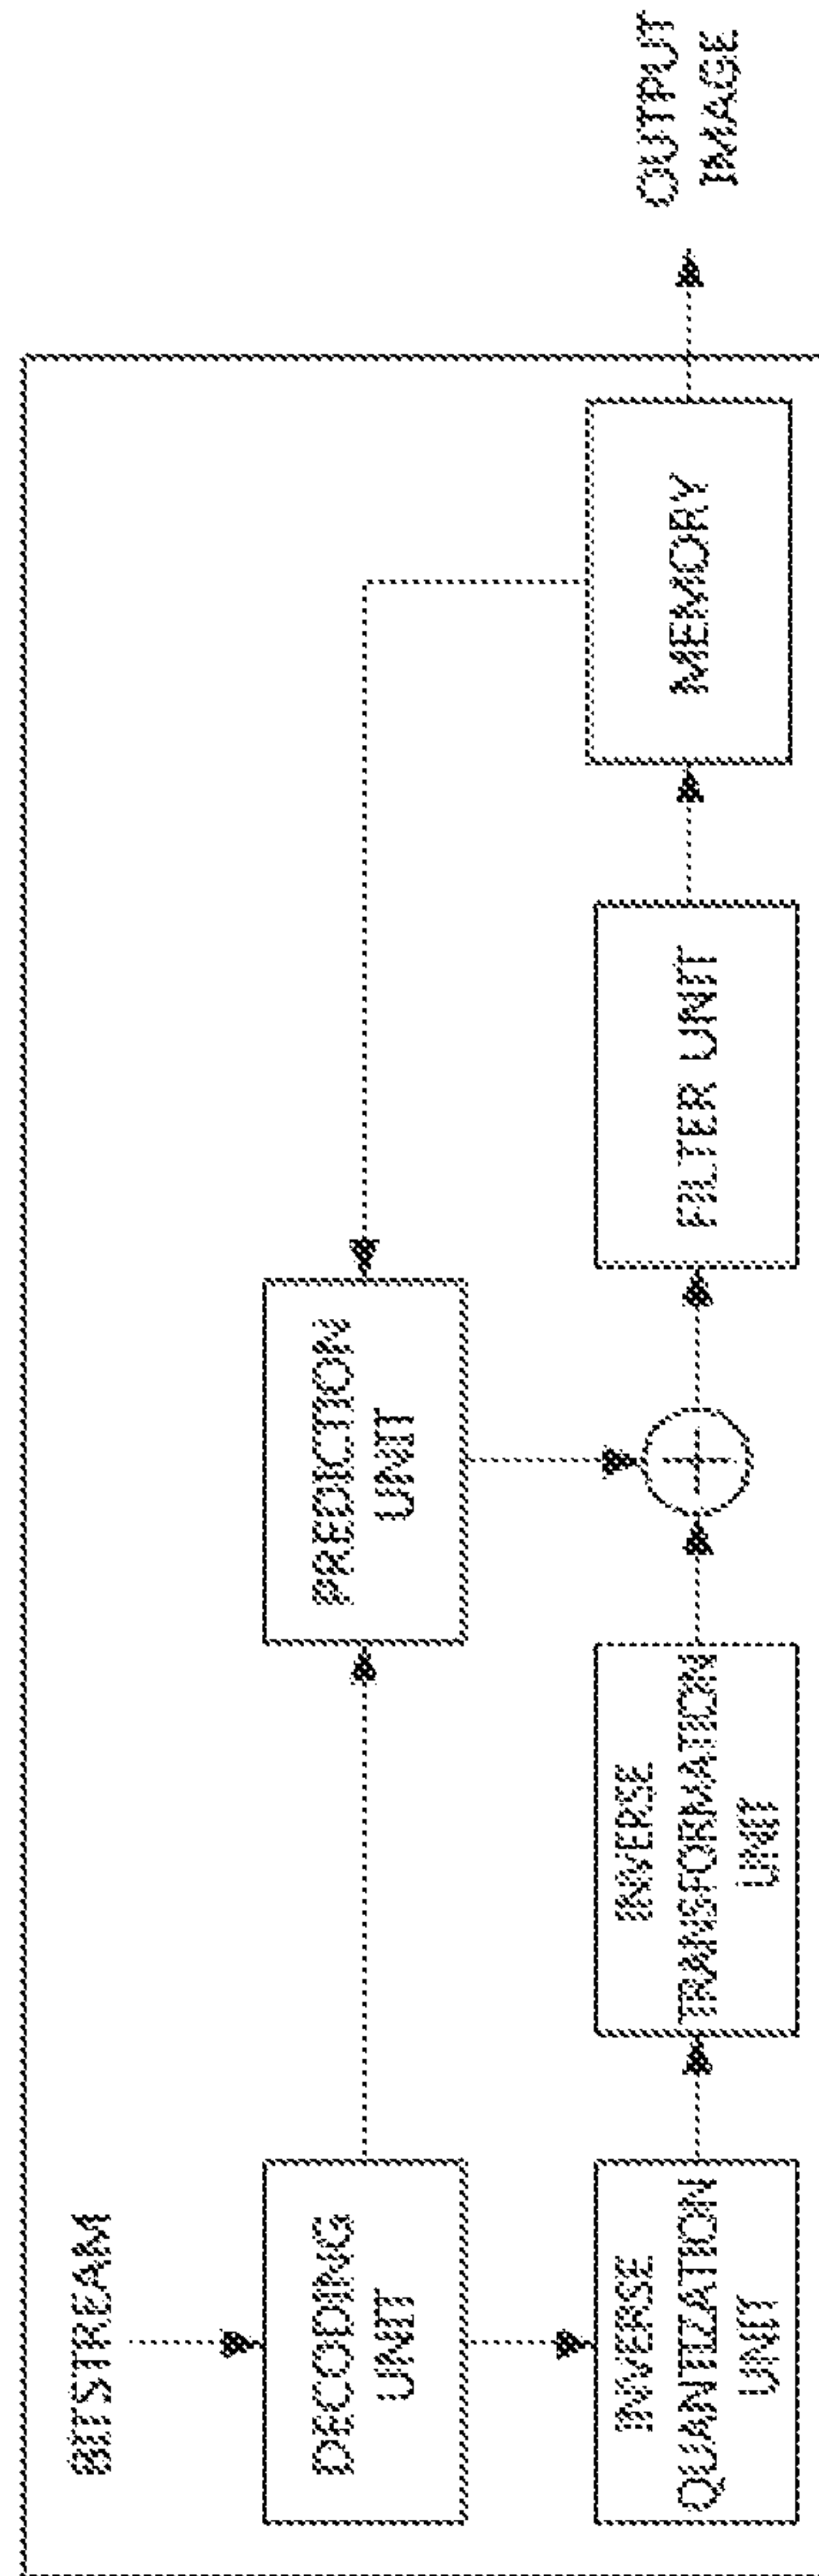 BITSTREAM
DECODING
UNIT
PREDICTION
UNIT
INVERSE
QUANTIZATION
UNIT
INVERSE
TRANSFORMATION
UNIT
FILTER UNIT
MEMORY
OUTPUT
IMAGE